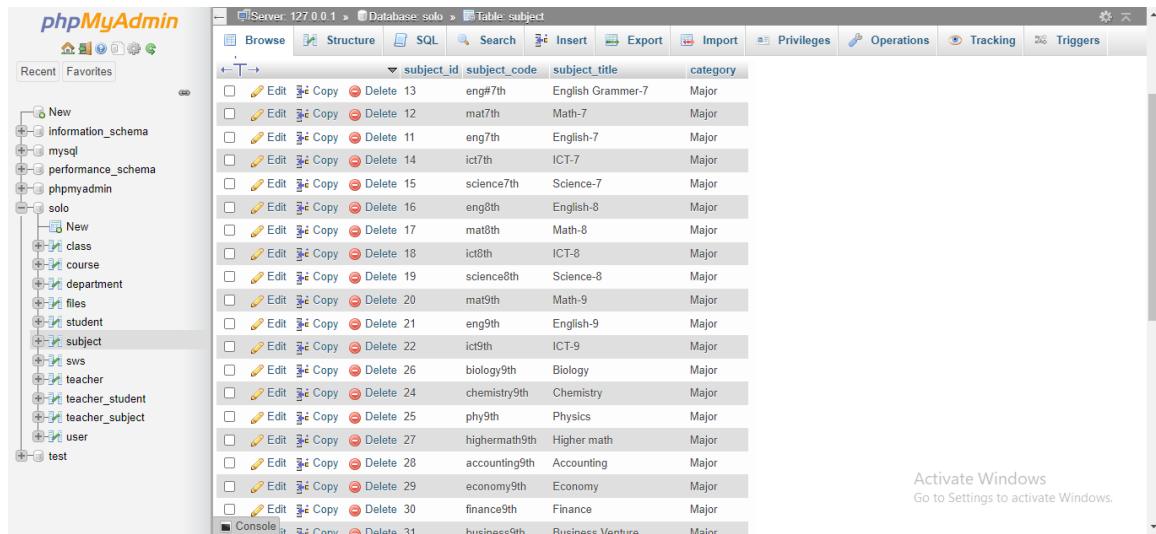 phpMyAdmin
Recent Favorites
New
information_schema
mysql
performance_schema
phpmyadmin
solo
New
class
course
department
files
student
subject
sws
teacher
teacher_student
teacher_subject
user
test
Server: 127.0.0.1 » Database: solo » Table: subject
Browse Structure SQL Search Insert Export Import Privileges Operations Tracking Triggers
subject_id subject_code subject_title category
Edit Copy Delete 13 eng#7th English Grammer-7 Major
Edit Copy Delete 12 mat7th Math-7 Major
Edit Copy Delete 11 eng7th English-7 Major
Edit Copy Delete 14 ict7th ICT-7 Major
Edit Copy Delete 15 science7th Science-7 Major
Edit Copy Delete 16 eng8th English-8 Major
Edit Copy Delete 17 mat8th Math-8 Major
Edit Copy Delete 18 ict8th ICT-8 Major
Edit Copy Delete 19 science8th Science-8 Major
Edit Copy Delete 20 mat9th Math-9 Major
Edit Copy Delete 21 eng9th English-9 Major
Edit Copy Delete 22 ict9th ICT-9 Major
Edit Copy Delete 26 biology9th Biology Major
Edit Copy Delete 24 chemistry9th Chemistry Major
Edit Copy Delete 25 phy9th Physics Major
Edit Copy Delete 27 highermath9th Higher math Major
Edit Copy Delete 28 accounting9th Accounting Major
Edit Copy Delete 29 economy9th Economy Major
Edit Copy Delete 30 finance9th Finance Major
Console Copy Delete 31 business9th Business Venture Major
Activate Windows
Go to Settings to activate Windows.